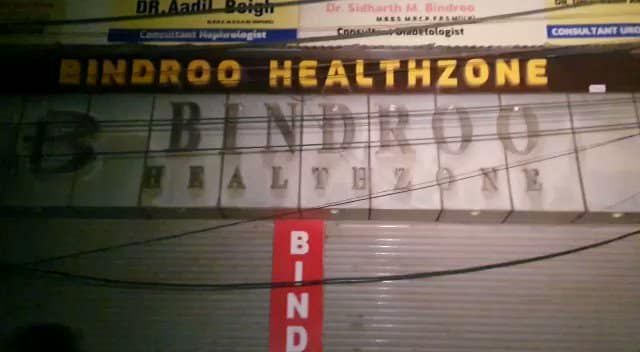 DR.Aadil Beigh
Consultant Nephrologist
Dr. Sidharth M. Bindroo
Consultant Diabetologist
CONSULTANT URO
BINDROO HEALTHZONE
B
BINDROO
HEALTHZONE
BIND